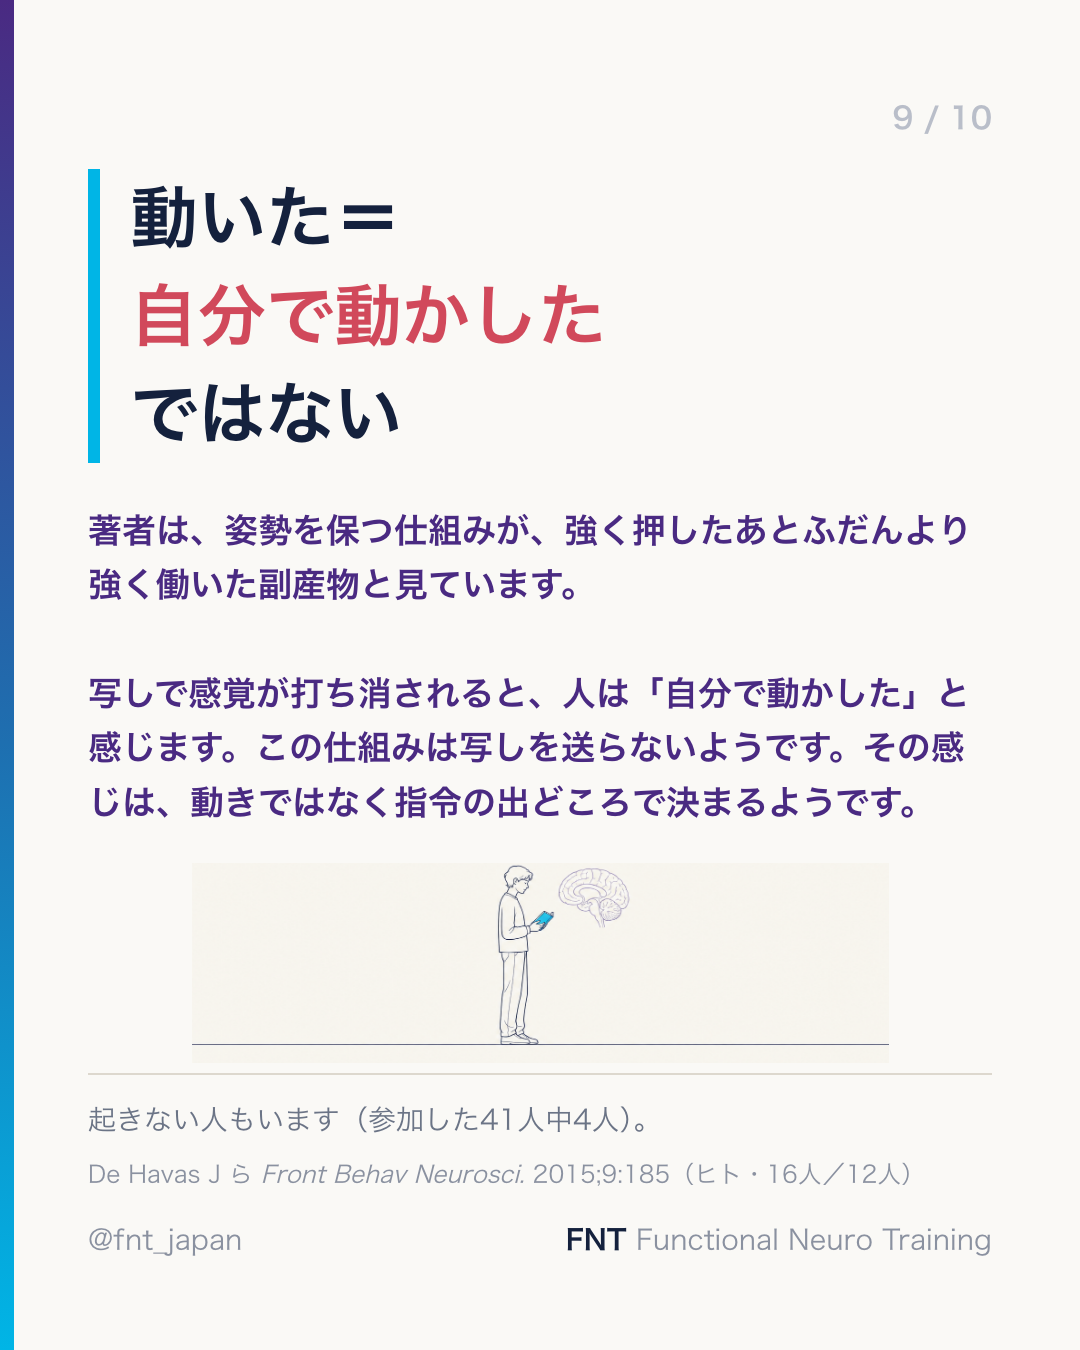 9 / 10
動いた＝
自分で動かした
ではない
著者は、姿勢を保つ仕組みが、強く押したあとふだんより
強く働いた副産物と見ています。
写しで感覚が打ち消されると、人は「自分で動かした」と
感じます。この仕組みは写しを送らないようです。その感
じは、動きではなく指令の出どころで決まるようです。
起きない人もいます（参加した41人中4人）。
De Havas J ら Front Behav Neurosci. 2015;9:185（ヒト・16人／12人）
@fnt_japan
FNT Functional Neuro Training